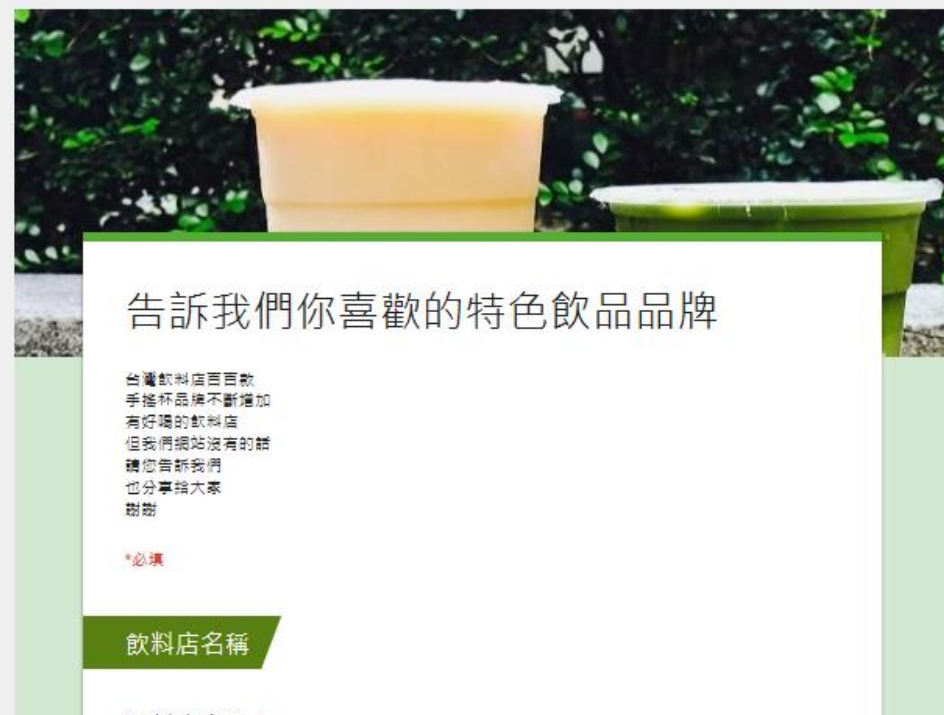 告訴我們你喜歡的特色飲品品牌
台灣飲料店百百款
手搖杯品牌不斷增加
有好喝的飲料店
但我們網站沒有的話
請您告訴我們
也分享給大家
謝謝
*必填
飲料店名稱